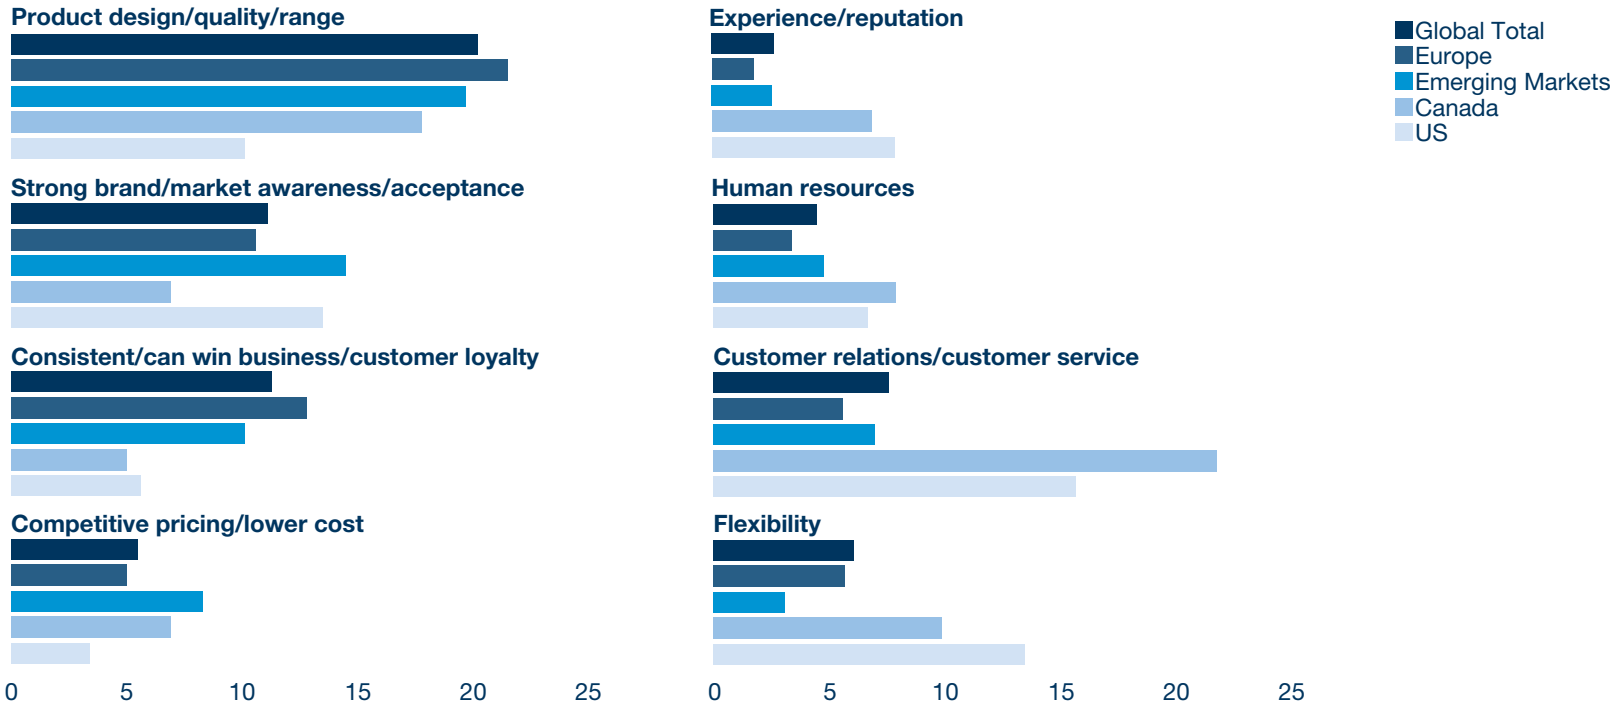 Product design/quality/range
Strong brand/market awareness/acceptance
Consistent/can win business/customer loyalty
Competitive pricing/lower cost
0 5 10 15 20 25
Experience/reputation
Human resources
Customer relations/customer service
Flexibility
0 5 10 15 20 25
Global Total
Europe
Emerging Markets
Canada
US